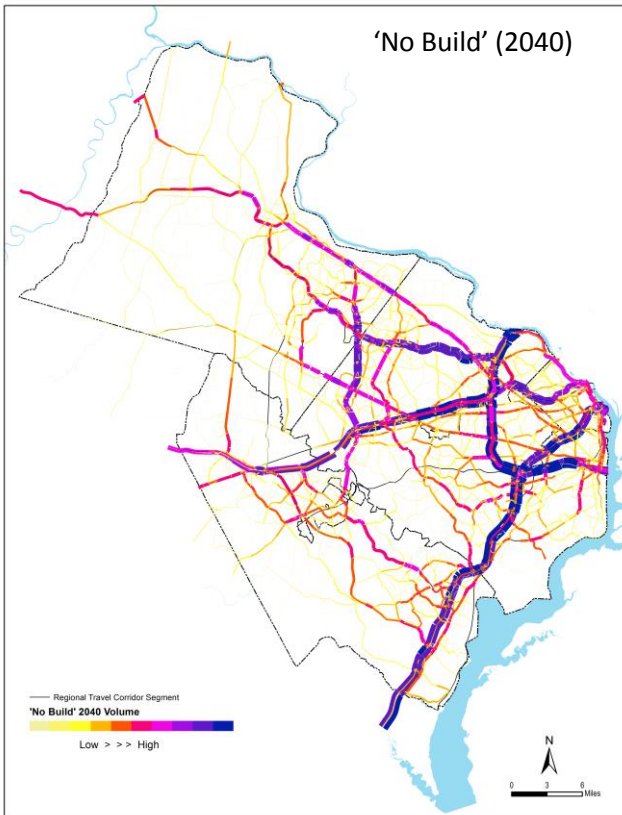 ‘No Build’ (2040)
Regional Travel Corridor Segment
'No Build' 2040 Volume
Low > > > High
N
0 3 6
Miles